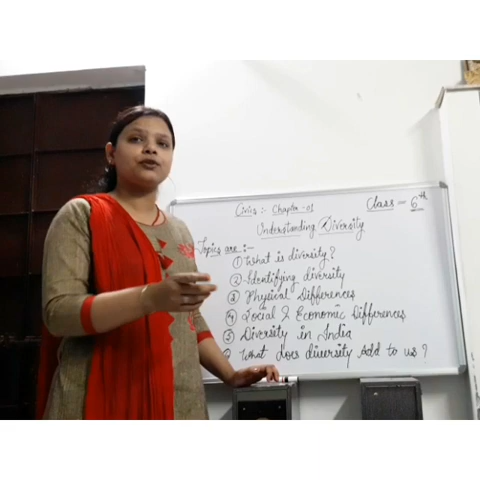 Civics :- Chapter -01 Class - 6th
Understanding Diversity
Topics are :-
① What is diversity?
② Identifying diversity
③ Physical Differences
④ Social & Economic Differences
⑤ Diversity in India
What does diversity add to us ?